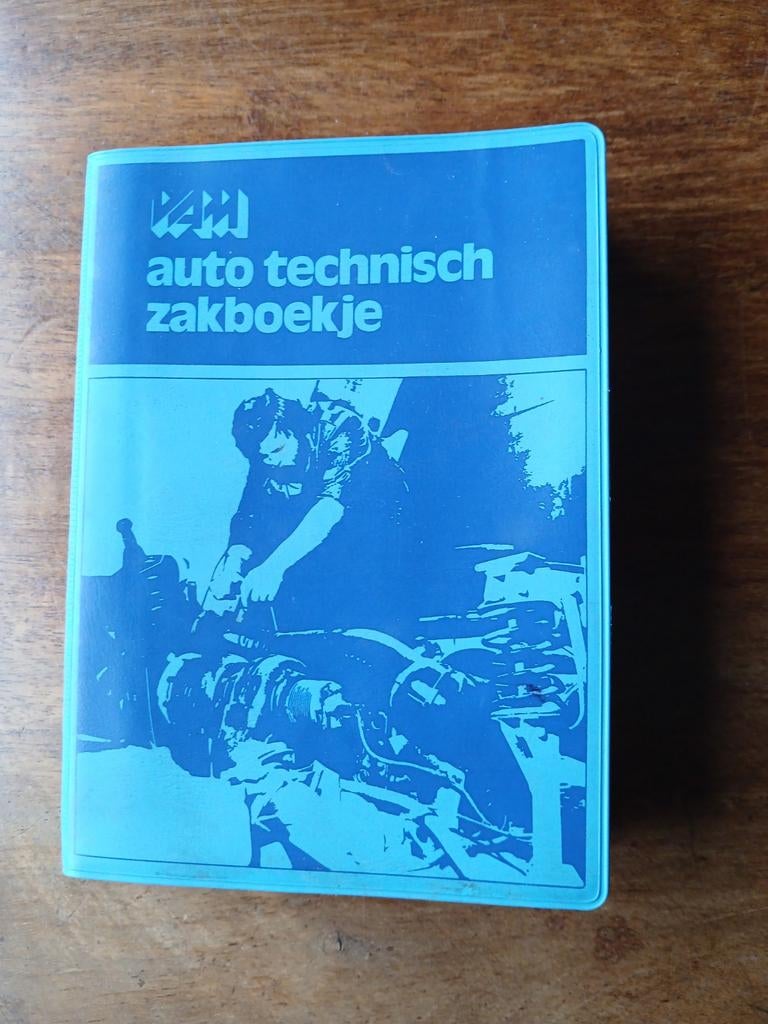 VAM
auto technisch
zakboekje